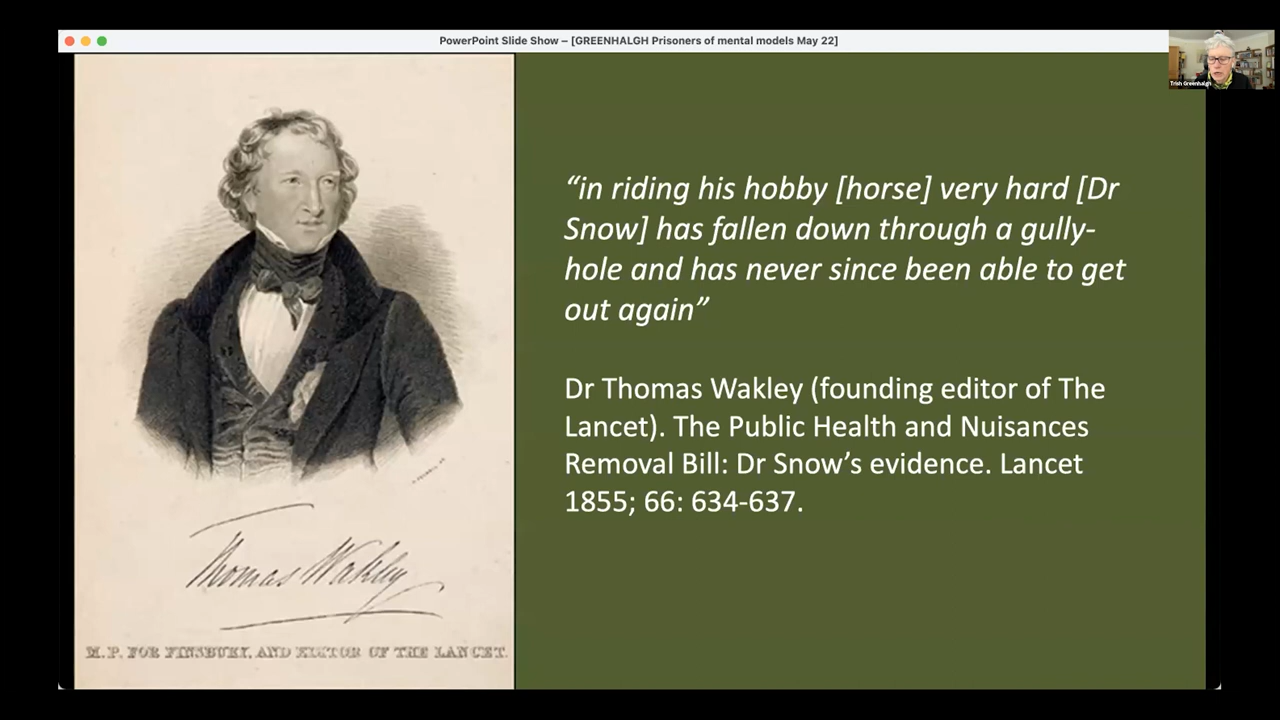 PowerPoint Slide Show – [GREENHALGH Prisoners of mental models May 22]
Trish Greenhalgh
“in riding his hobby [horse] very hard [Dr
Snow] has fallen down through a gully-
hole and has never since been able to get
out again”
Dr Thomas Wakley (founding editor of The
Lancet). The Public Health and Nuisances
Removal Bill: Dr Snow’s evidence. Lancet
1855; 66: 634-637.
Thomas Wakley
M.P. FOR FINSBURY, AND EDITOR OF THE LANCET.